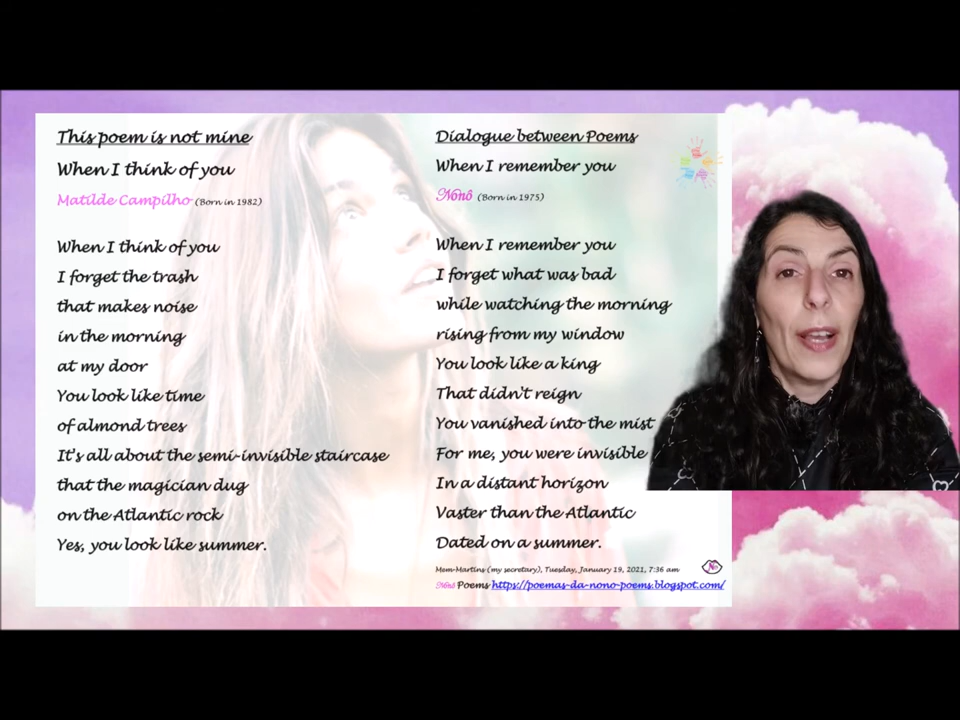 This poem is not mine
When I think of you
Matilde Campilho (Born in 1982)
When I think of you
I forget the trash
that makes noise
in the morning
at my door
You look like time
of almond trees
It's all about the semi-invisible staircase
that the magician dug
on the Atlantic rock
Yes, you look like summer.
Dialogue between Poems
When I remember you
Nonô (Born in 1975)
When I remember you
I forget what was bad
while watching the morning
rising from my window
You look like a king
That didn't reign
You vanished into the mist
For me, you were invisible
In a distant horizon
Vaster than the Atlantic
Dated on a summer.
Mem-Martins (my secretary), Tuesday, January 19, 2021, 7:36 am
Nonô Poems https://poemas-da-nono-poems.blogspot.com/